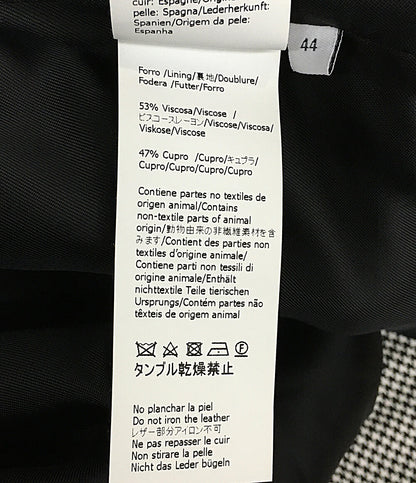 cuir: Espagne/Origine
pelle: Spagna/Lederherkunft:
Spanien/Origem da pele:
Espanha
44
Forro /Lining/裏地/Doublure/
Fodera /Futter/Forro
53% Viscosa/Viscose /
ビスコースレーヨン/Viscose/Viscosa/
Viskose/Viscose
47% Cupro /Cupro/キュプラ/
Cupro/Cupro/Cupro/Cupro
Contiene partes no textiles de
origen animal/Contains
non-textile parts of animal
origin/動物由来の非繊維素材を含
みます/Contient des parties non
textiles d'origine animale/
Contiene parti non tessili di
origine animale/Enthält
nichttextile Teile tierischen
Ursprungs/Contém partes não
têxteis de origem animal
F
タンブル乾燥禁止
No planchar la piel
Do not iron the leather
レザー部分アイロン不可
Ne pas repasser le cuir
Non stirare la pelle
Nicht das Leder bügeln